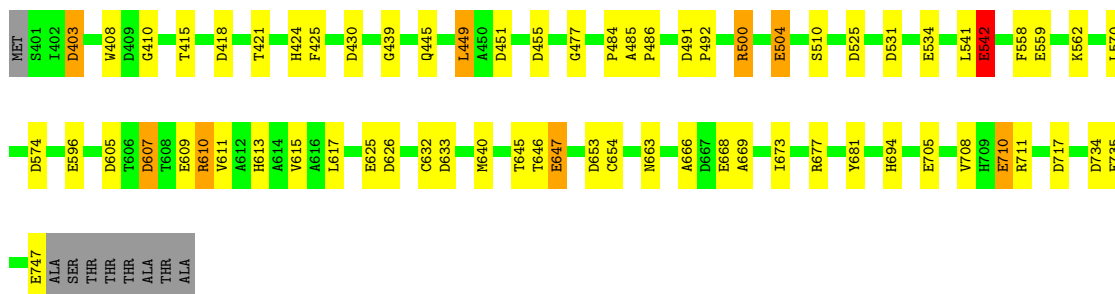 MET S401 I402 D403 W408 D409 G410 T415 D418 T421 H424 F425 D430 G439 Q445 L449 A450 D451 D455 G477 P484 A485 P486 D491 P492 R500 E504 S510 D525 D531 E534 L541 E542 F558 E559 K562 L570
D574 E596 D605 T606 D607 T608 E609 R610 V611 A612 H613 A614 V615 A616 L617 E625 D626 C632 D633 M640 T645 T646 E647 D653 C654 N663 A666 D667 E668 A669 I673 R677 Y681 H694 E705 V708 H709 E710 R711 D717 D734 E735
E747 ALA SER THR THR THR ALA THR ALA